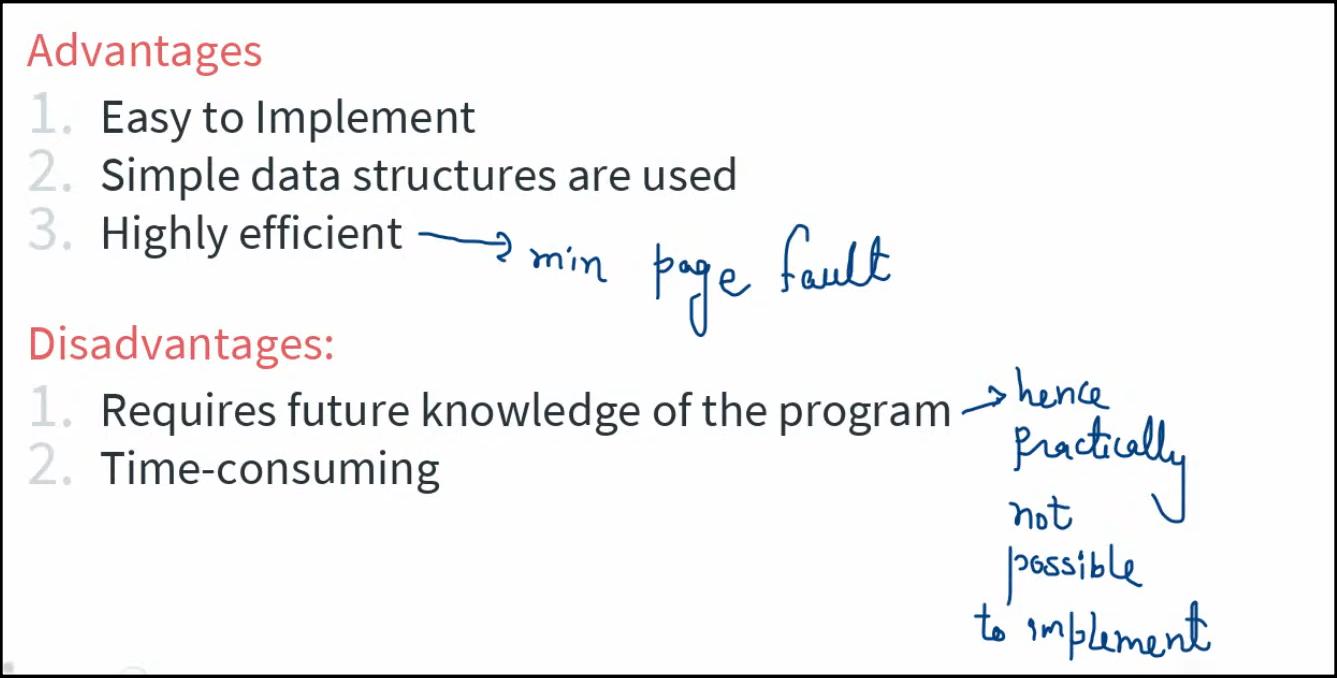 Advantages
1. Easy to Implement
2. Simple data structures are used
3. Highly efficient → min page fault
Disadvantages:
1. Requires future knowledge of the program → hence
practically
not
possible
to implement
2. Time-consuming